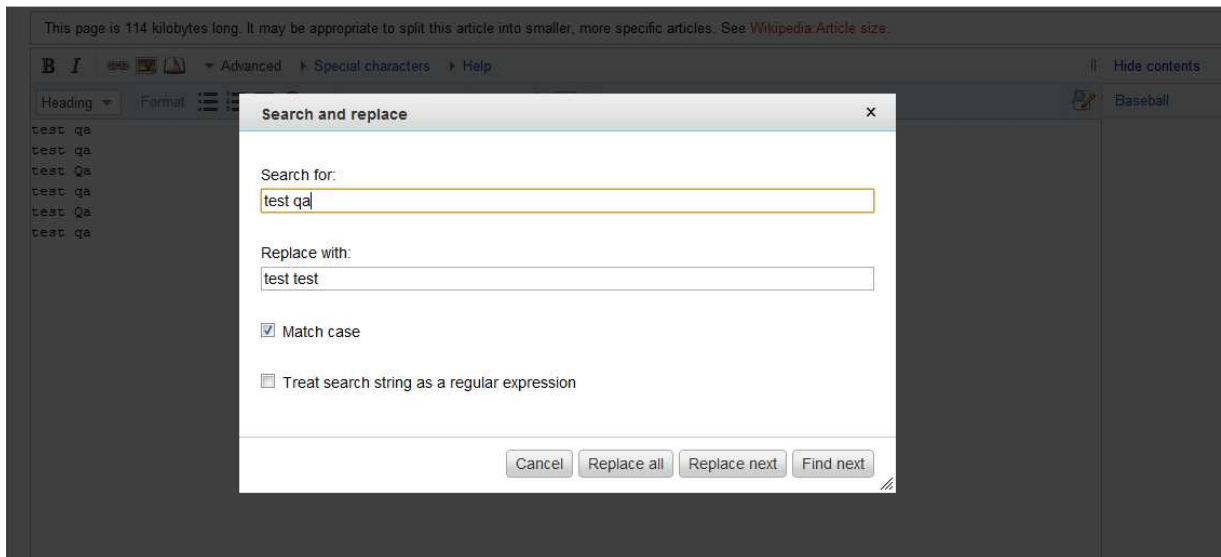 This page is 114 kilobytes long. It may be appropriate to split this article into smaller, more specific articles. See Wikipedia:Article size.
B I Advanced Special characters Help Hide contents
Heading Format Baseball
test qa
test qa
test Qa
test qa
test Qa
test qa
Search and replace x
Search for:
test qa
Replace with:
test test
Match case
Treat search string as a regular expression
Cancel Replace all Replace next Find next